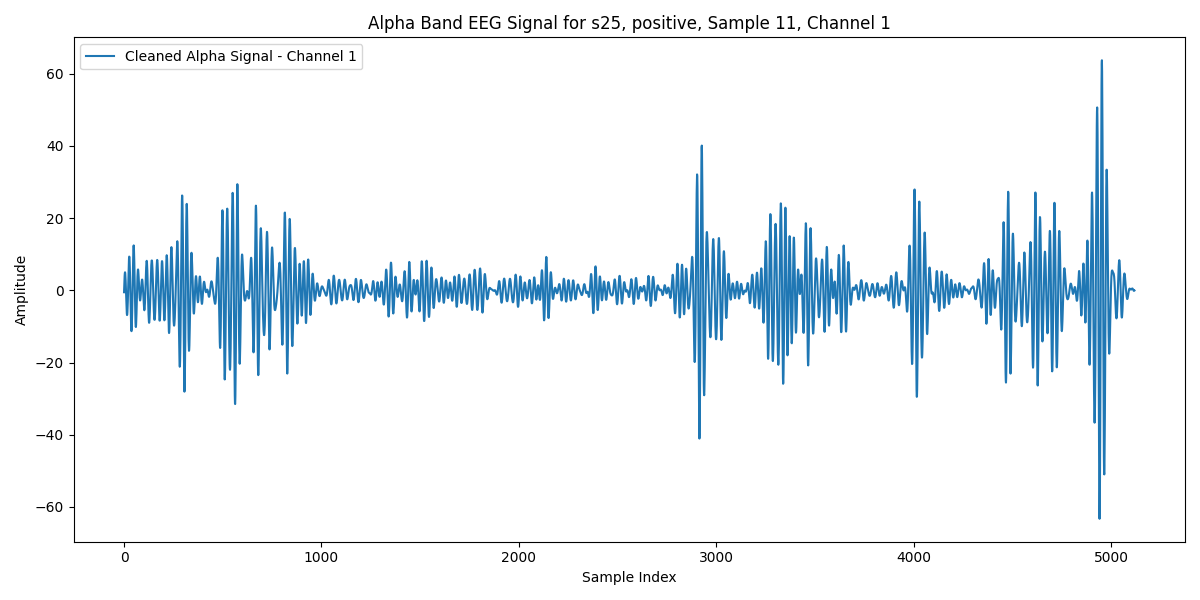 Alpha Band EEG Signal for s25, positive, Sample 11, Channel 1
Cleaned Alpha Signal - Channel 1
60
40
20
0
−20
−40
−60
Amplitude
0 1000 2000 3000 4000 5000
Sample Index